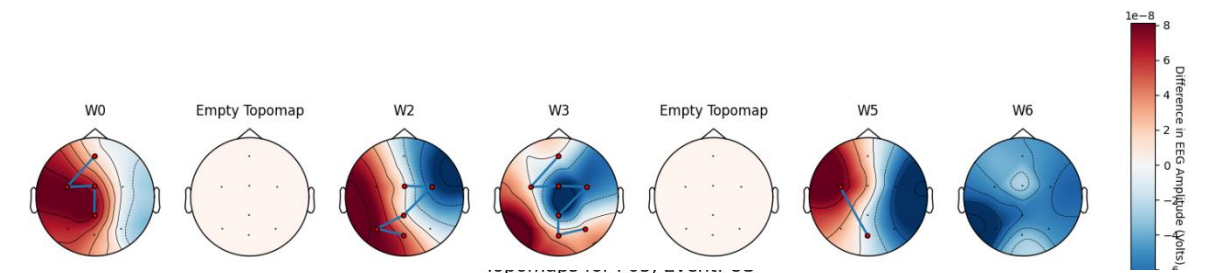 1e−8
W0 Empty Topomap W2 W3 Empty Topomap W5 W6
8
6
4
2
0
−2
−4
Difference in EEG Amplitude (Volts)